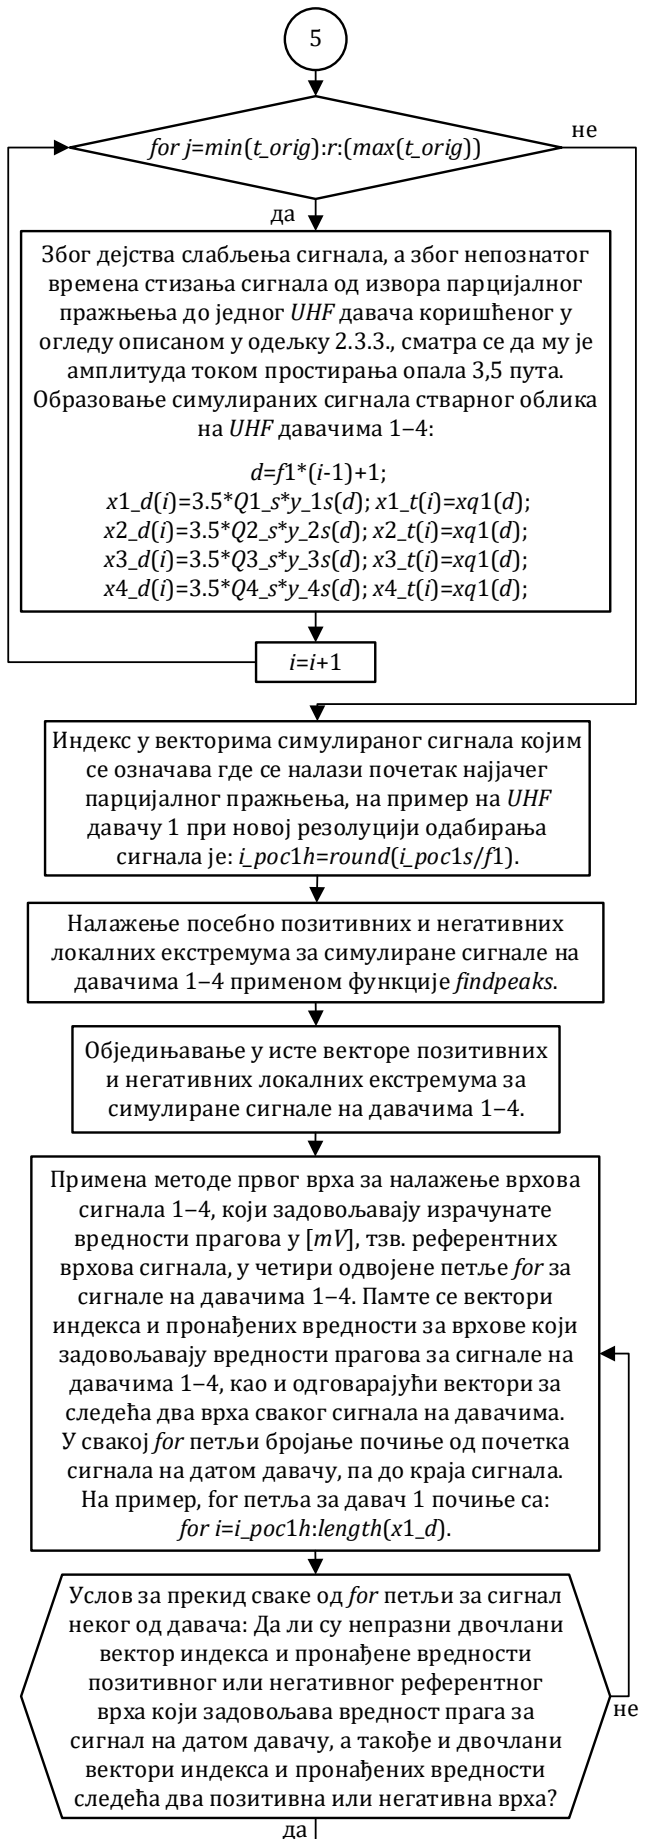 5
for j=min(t_orig):r:(max(t_orig))
не
да
Због дејства слабљења сигнала, а због непознатог
времена стизања сигнала од извора парцијалног
пражњења до једног UHF давача коришћеног у
огледу описаном у одељку 2.3.3., сматра се да му је
амплитуда током простирања опала 3,5 пута.
Образовање симулираних сигнала стварног облика
на UHF давачима 1–4:
d=f1*(i-1)+1;
x1_d(i)=3.5*Q1_s*y_1s(d); x1_t(i)=xq1(d);
x2_d(i)=3.5*Q2_s*y_2s(d); x2_t(i)=xq1(d);
x3_d(i)=3.5*Q3_s*y_3s(d); x3_t(i)=xq1(d);
x4_d(i)=3.5*Q4_s*y_4s(d); x4_t(i)=xq1(d);
i=i+1
Индекс у векторима симулираног сигнала којим
се означава где се налази почетак најјачег
парцијалног пражњења, на пример на UHF
давачу 1 при новој резолуцији одабирања
сигнала је: i_poc1h=round(i_poc1s/f1).
Налажење посебно позитивних и негативних
локалних екстремума за симулиране сигнале на
давачима 1–4 применом функције findpeaks.
Обједињавање у исте векторе позитивних
и негативних локалних екстремума за
симулиране сигнале на давачима 1–4.
Примена методе првог врха за налажење врхова
сигнала 1–4, који задовољавају израчунате
вредности прагова у [mV], тзв. референтних
врхова сигнала, у четири одвојене петље for за
сигнале на давачима 1–4. Памте се вектори
индекса и пронађених вредности за врхове који
задовољавају вредности прагова за сигнале на
давачима 1–4, као и одговарајући вектори за
следећа два врха сваког сигнала на давачима.
У свакој for петљи бројање почиње од почетка
сигнала на датом давачу, па до краја сигнала.
На пример, for петља за давач 1 почиње са:
for i=i_poc1h:length(x1_d).
Услов за прекид сваке од for петљи за сигнал
неког од давача: Да ли су непразни двочлани
вектор индекса и пронађене вредности
позитивног или негативног референтног
врха који задовољава вредност прага за
сигнал на датом давачу, а такође и двочлани
вектори индекса и пронађених вредности
следећа два позитивна или негативна врха?
не
да